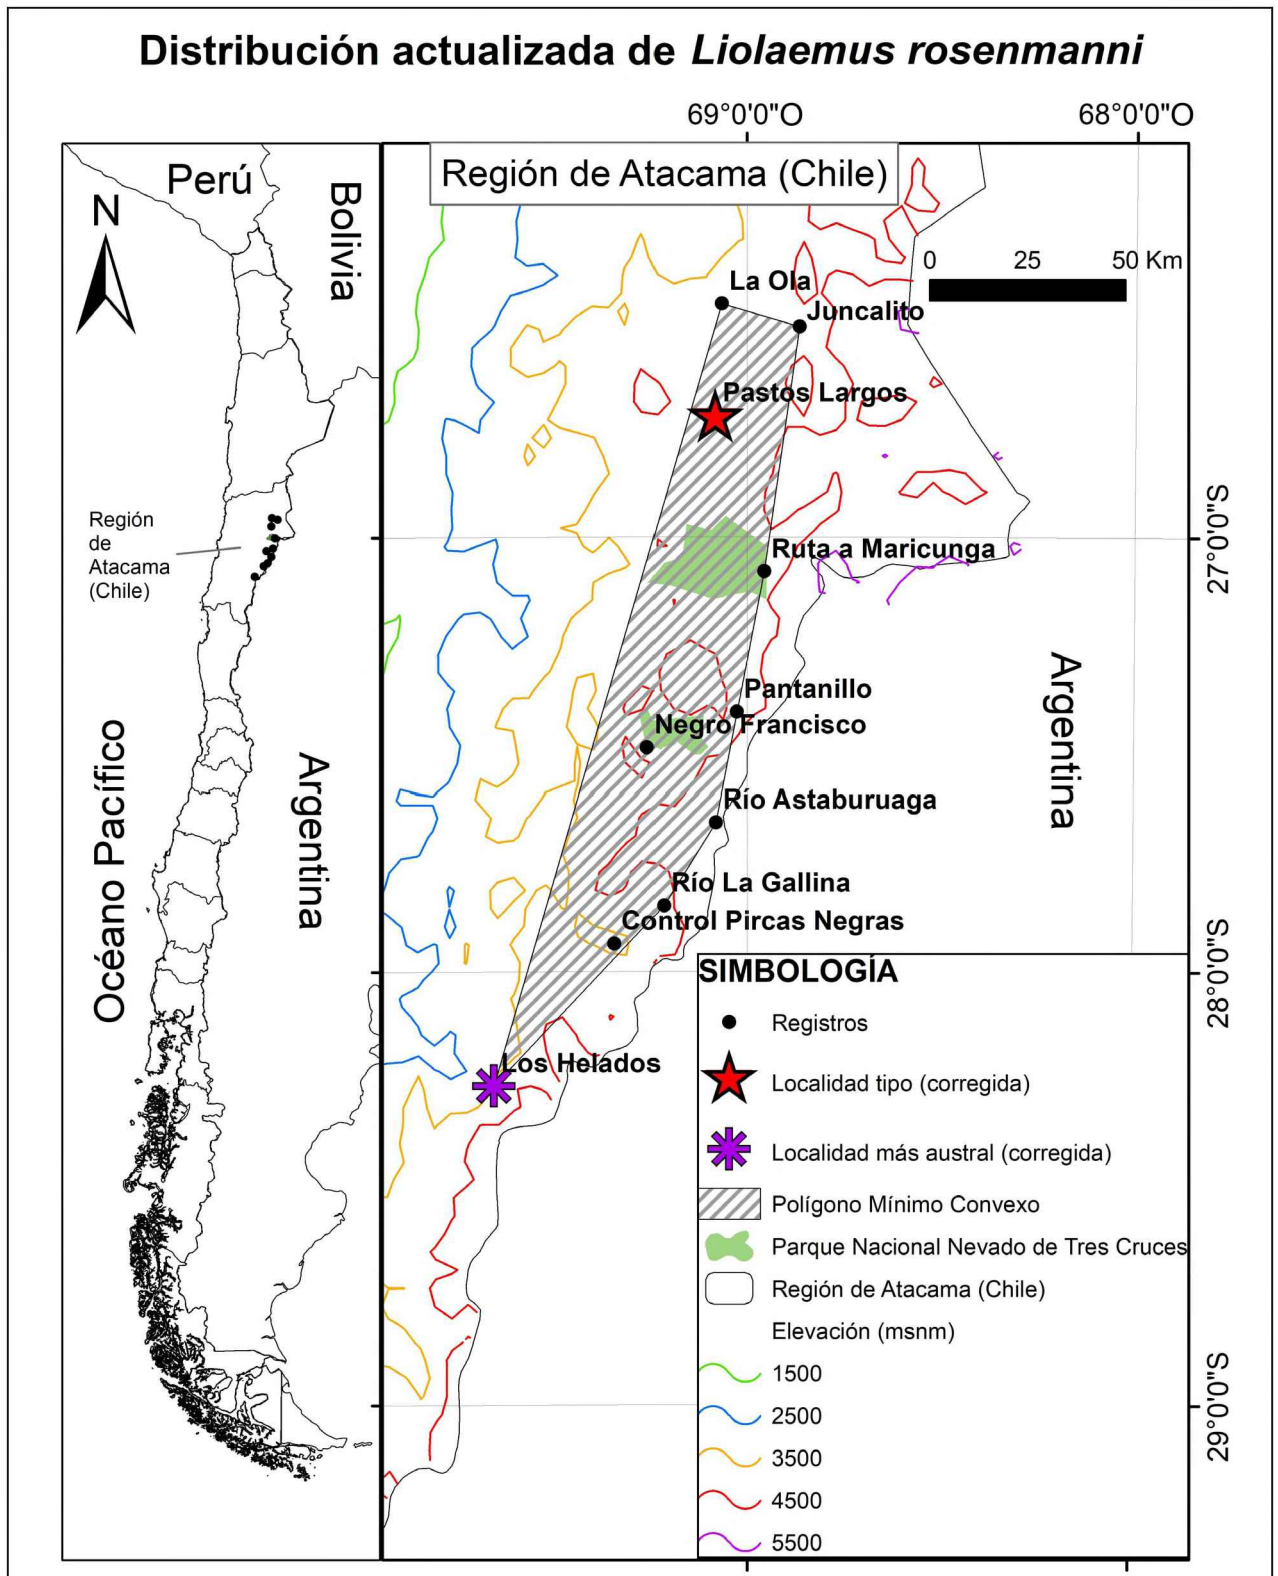 Distribución actualizada de Liolaemus rosenmanni
69°0'0"O
68°0'0"O
Perú
Bolivia
N
Región
de
Atacama
(Chile)
Océano Pacífico
Argentina
Región de Atacama (Chile)
0
25
50 Km
La Ola
Juncalito
Pastos Largos
Ruta a Maricunga
Pantanillo
Negro Francisco
Río Astaburuaga
Río La Gallina
Control Pircas Negras
Los Helados
Argentina
27°0'0"S
28°0'0"S
29°0'0"S
SIMBOLOGÍA
Registros
Localidad tipo (corregida)
Localidad más austral (corregida)
Polígono Mínimo Convexo
Parque Nacional Nevado de Tres Cruces
Región de Atacama (Chile)
Elevación (msnm)
1500
2500
3500
4500
5500